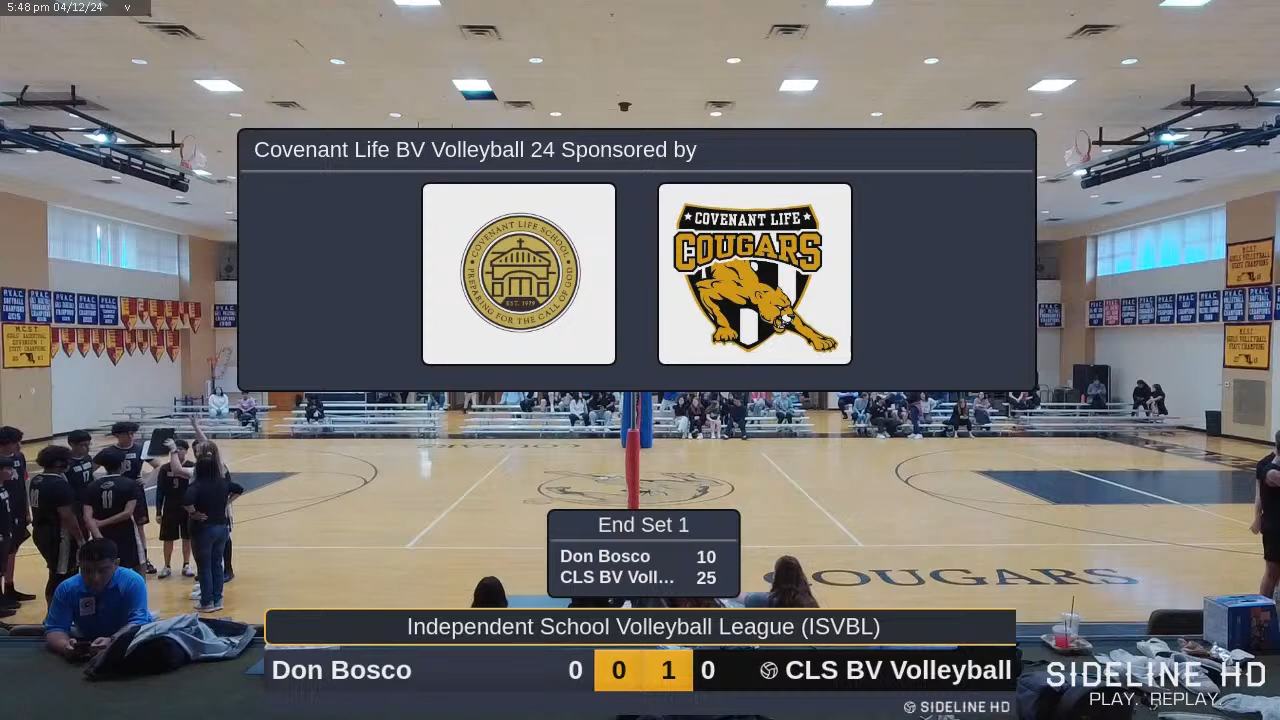 5:48 pm 04/12/24 v
Covenant Life BV Volleyball 24 Sponsored by
COVENANT LIFE SCHOOL
PREPARING FOR THE CALL OF GOD
EST. 1979
COVENANT LIFE
COUGARS
End Set 1
Don Bosco 10
CLS BV Voll... 25
COUGARS
Independent School Volleyball League (ISVBL)
Don Bosco 0 0 1 0 CLS BV Volleyball
SIDELINE HD
SIDELINE HD
PLAY. REPLAY.